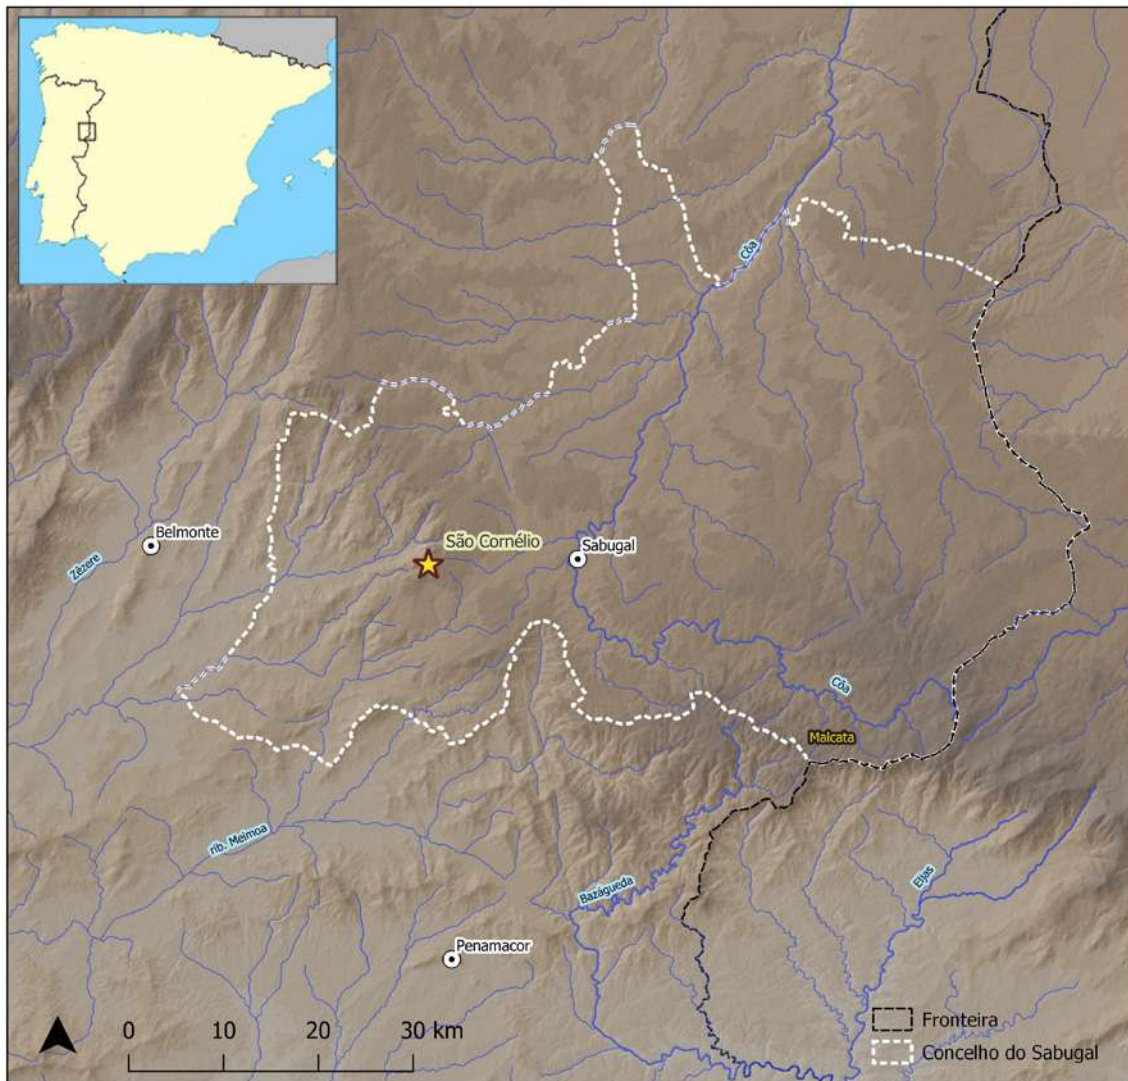 Côa
Belmonte
São Cornélio
Sabugal
Zêzere
Côa
Malcata
rib. Meimoa
Bazágueda
Eljas
Penamacor
0 10 20 30 km
Fronteira
Concelho do Sabugal